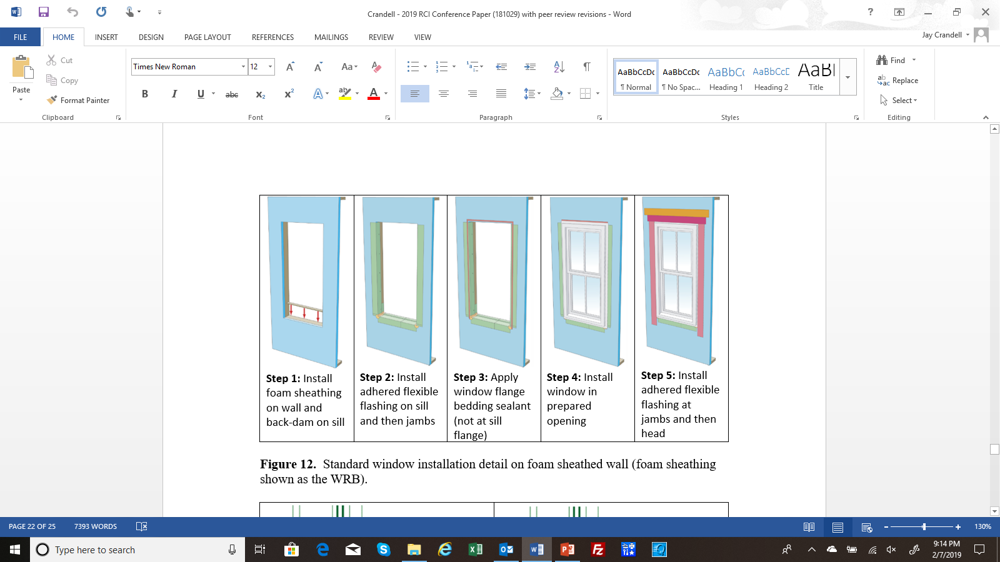 Crandell - 2019 RCI Conference Paper (181029) with peer review revisions - Word
?
FILE HOME INSERT DESIGN PAGE LAYOUT REFERENCES MAILINGS REVIEW VIEW
Jay Crandell
Paste
Cut
Copy
Format Painter
Clipboard
Times New Roman 12
Aa
B I U abc x₂ x² A ab A
Font
Paragraph
AaBbCcDc AaBbCcDc AaBbCc AaBbCcE AaBl
¶ Normal ¶ No Spac... Heading 1 Heading 2 Title
Styles
Find
Replace
Select
Editing
Step 1: Install
foam sheathing
on wall and
back-dam on sill
Step 2: Install
adhered flexible
flashing on sill
and then jambs
Step 3: Apply
window flange
bedding sealant
(not at sill
flange)
Step 4: Install
window in
prepared
opening
Step 5: Install
adhered flexible
flashing at
jambs and then
head
Figure 12. Standard window installation detail on foam sheathed wall (foam sheathing
shown as the WRB).
PAGE 22 OF 25 7393 WORDS
130%
Type here to search
9:14 PM
2/7/2019